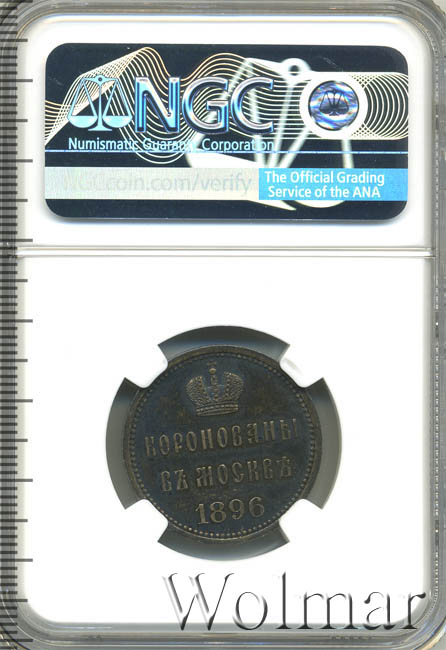 NGC
Numismatic Guaranty Corporation
NGCcoin.com/verify
The Official Grading
Service of the ANA
КОРОНОВАНЫ
ВЪ МОСКВѢ
1896
Wolmar